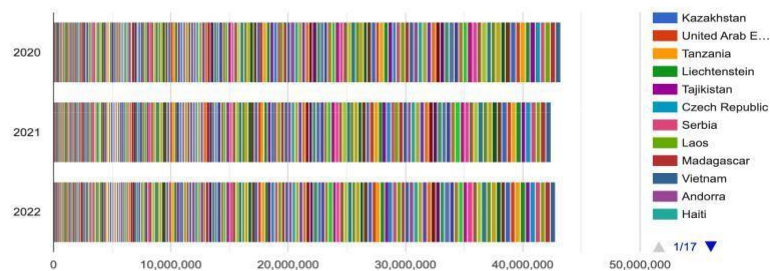 2020
2021
2022
0
10,000,000
20,000,000
30,000,000
40,000,000
50,000,000
Kazakhstan
United Arab E...
Tanzania
Liechtenstein
Tajikistan
Czech Republic
Serbia
Laos
Madagascar
Vietnam
Andorra
Haiti
1/17